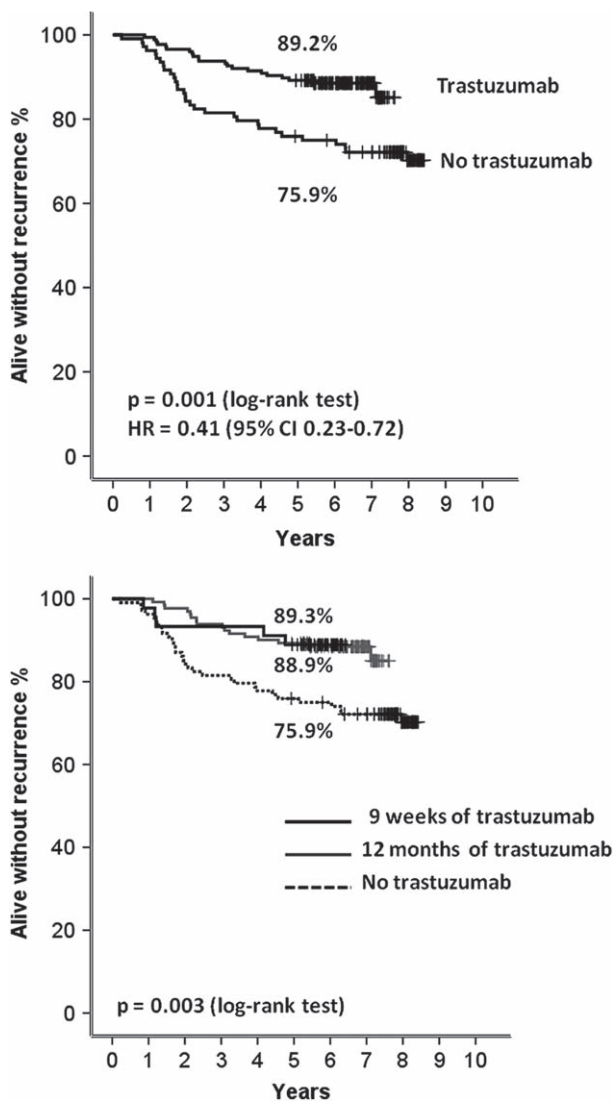 100
89.2%
Trastuzumab
80
No trastuzumab
75.9%
60
40
20
0
Alive without recurrence %
p = 0.001 (log-rank test)
HR = 0.41 (95% CI 0.23-0.72)
0 1 2 3 4 5 6 7 8 9 10
Years
100
89.3%
88.9%
80
75.9%
60
40
20
0
Alive without recurrence %
9 weeks of trastuzumab
12 months of trastuzumab
No trastuzumab
p = 0.003 (log-rank test)
0 1 2 3 4 5 6 7 8 9 10
Years